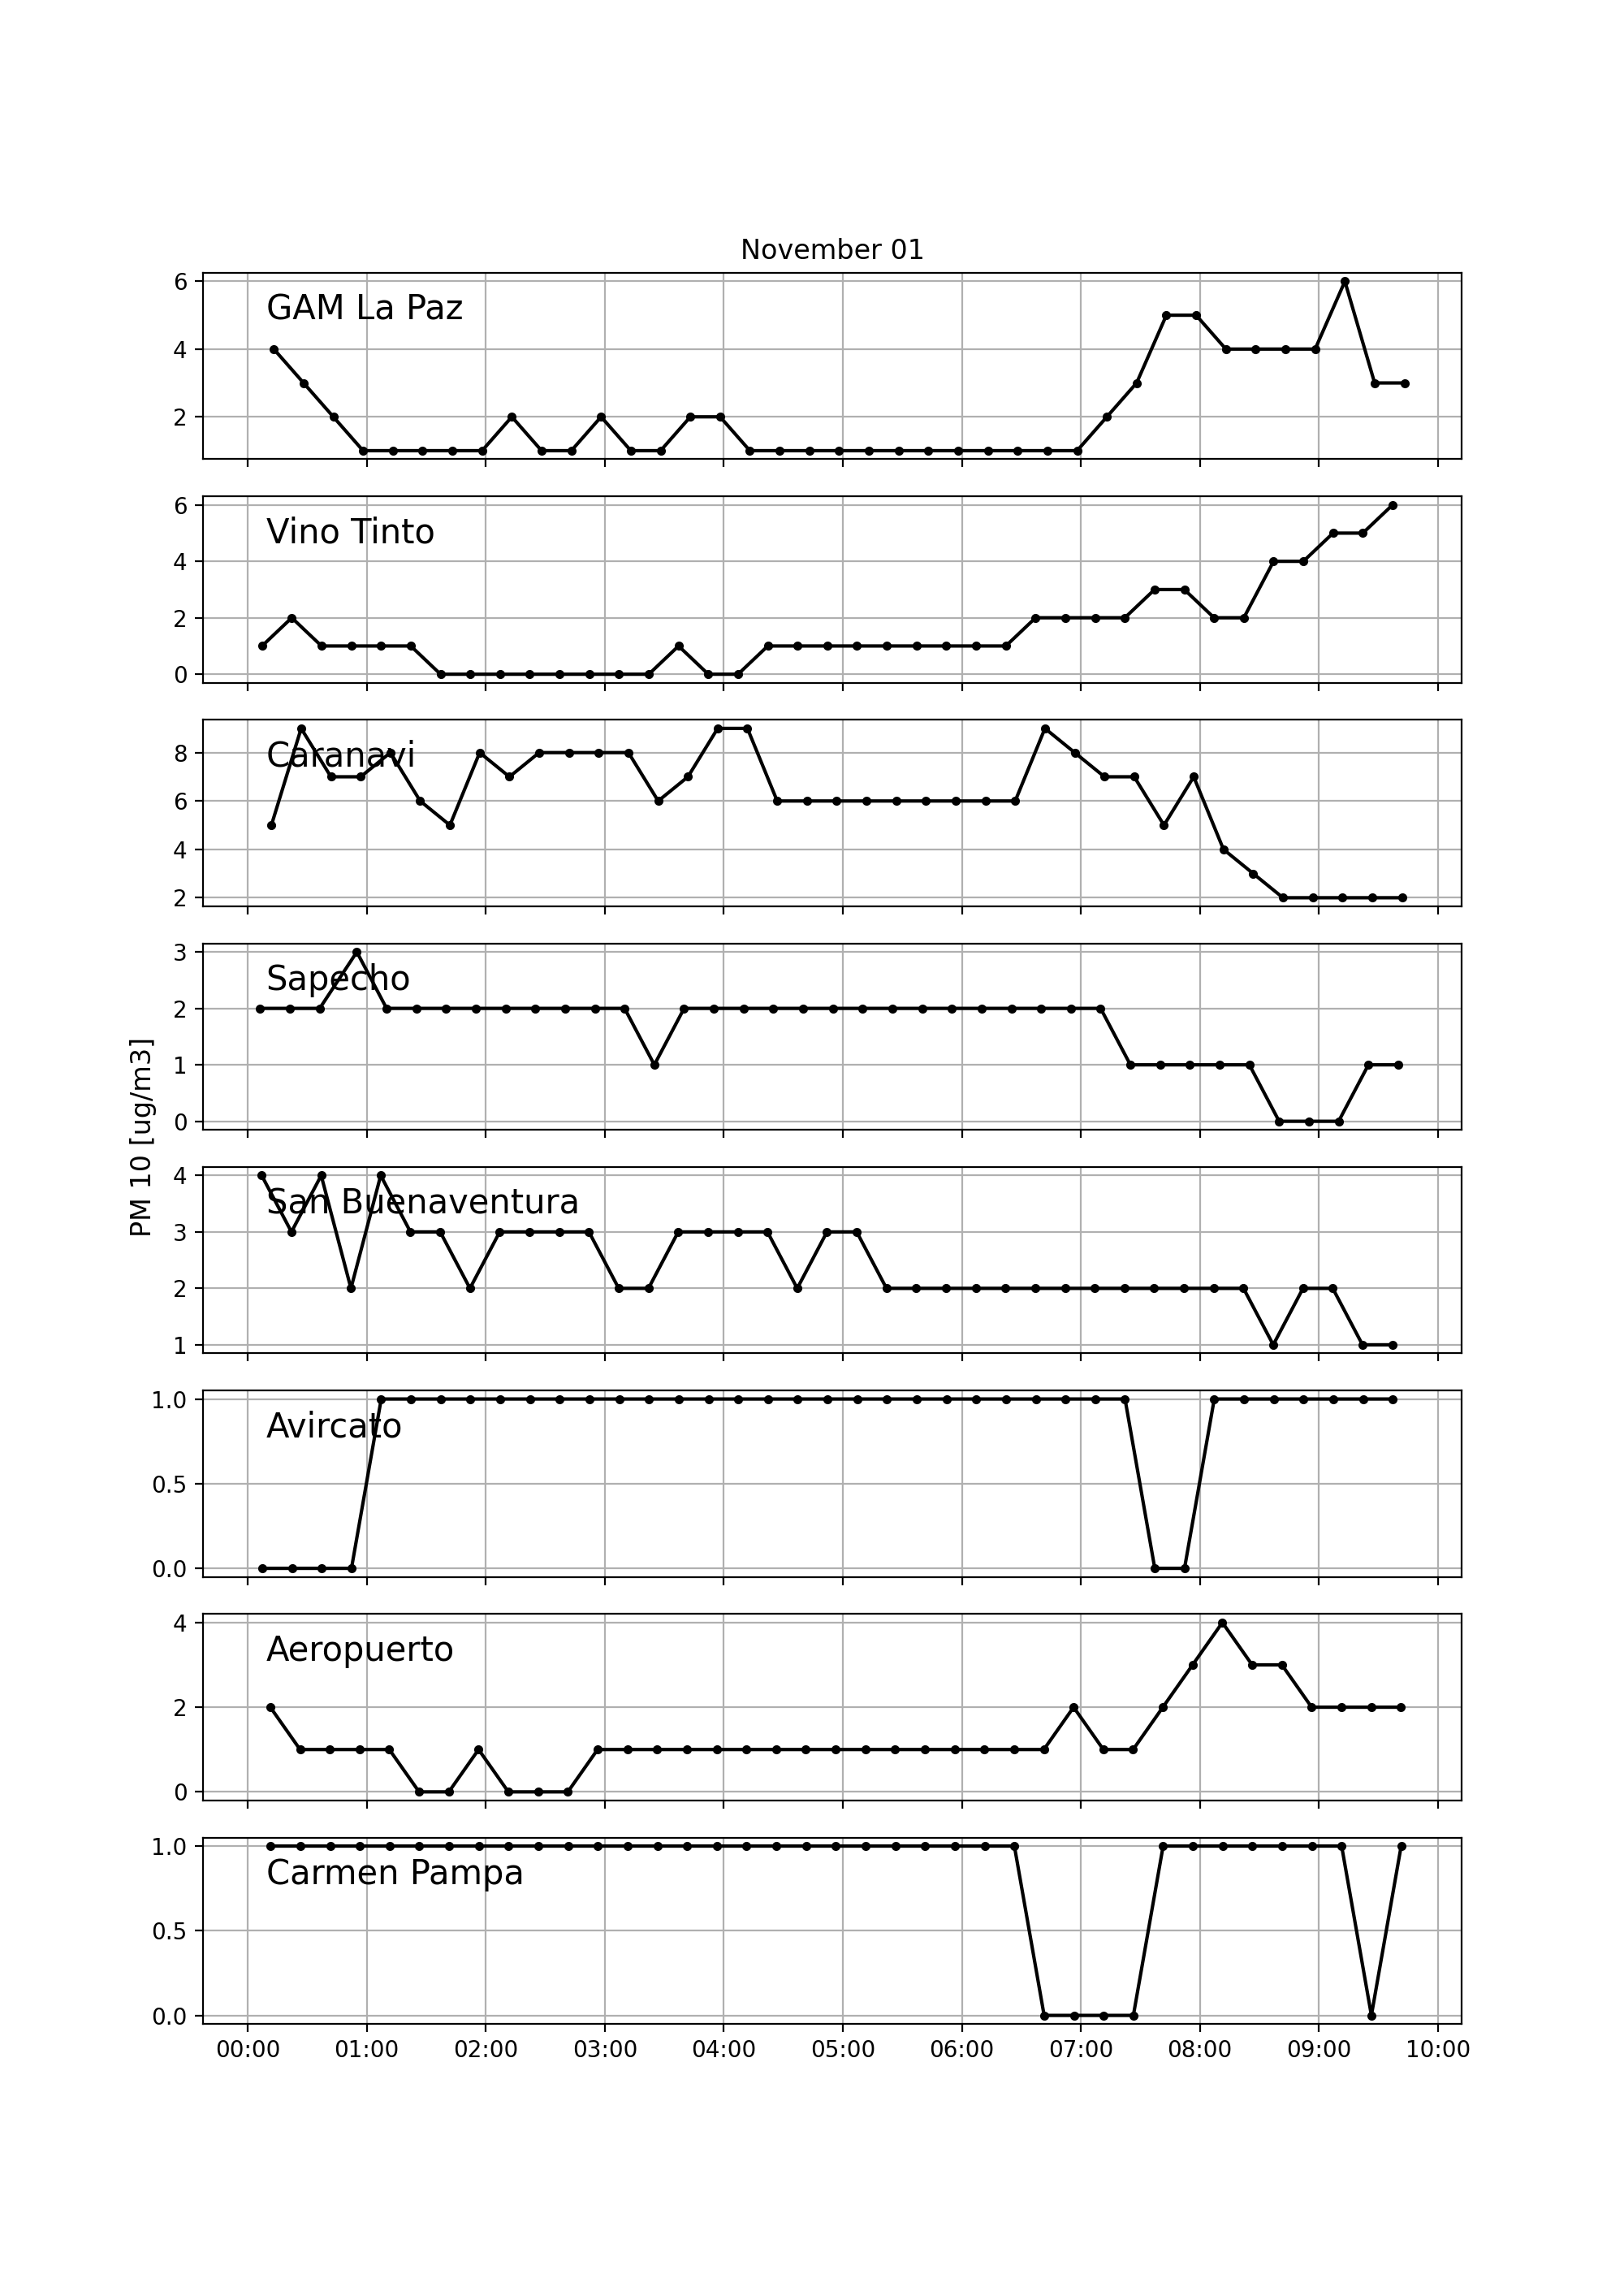 November 01
PM 10 [ug/m3]
6
4
2
GAM La Paz
6
4
2
0
Vino Tinto
8
6
4
2
Caranavi
3
2
1
0
Sapecho
4
3
2
1
San Buenaventura
1.0
0.5
0.0
Avircato
4
2
0
Aeropuerto
1.0
0.5
0.0
Carmen Pampa
00:00 01:00 02:00 03:00 04:00 05:00 06:00 07:00 08:00 09:00 10:00